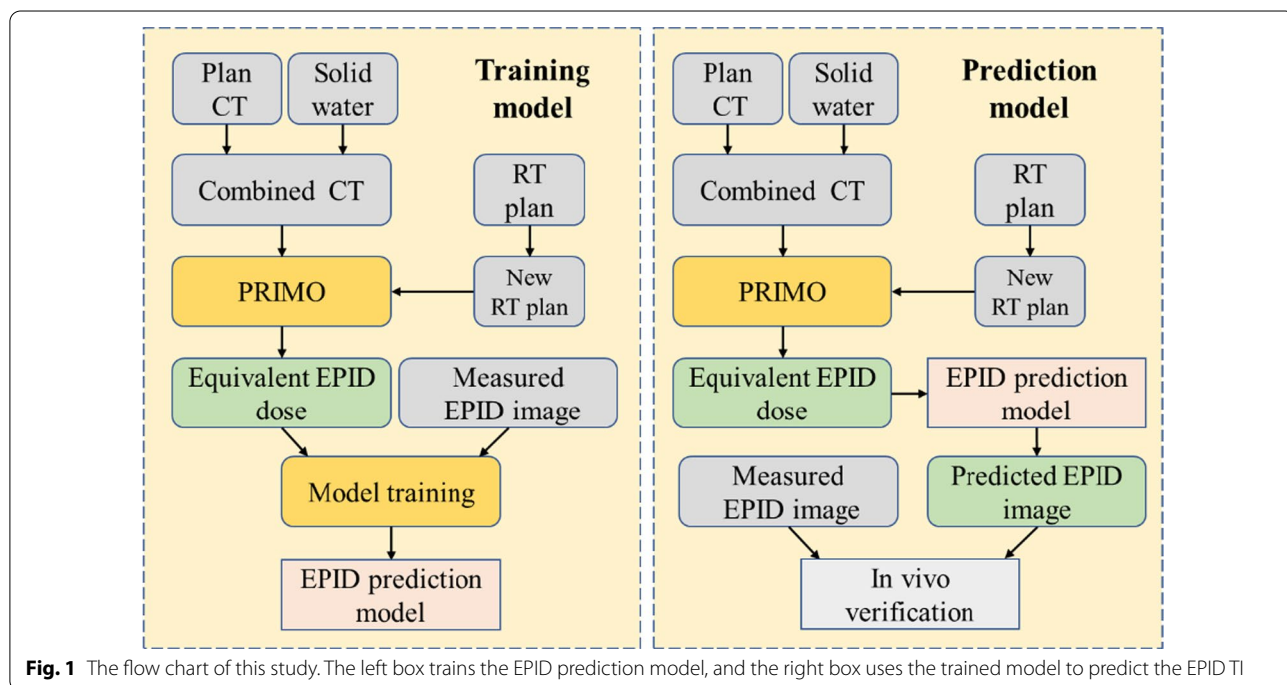 Training
model
Plan
CT
Solid
water
Combined CT
RT
plan
PRIMO
New
RT plan
Equivalent EPID
dose
Measured
EPID image
Model training
EPID prediction
model
Prediction
model
Plan
CT
Solid
water
Combined CT
RT
plan
PRIMO
New
RT plan
Equivalent EPID
dose
EPID prediction
model
Measured
EPID image
Predicted EPID
image
In vivo
verification
Fig. 1 The flow chart of this study. The left box trains the EPID prediction model, and the right box uses the trained model to predict the EPID TI